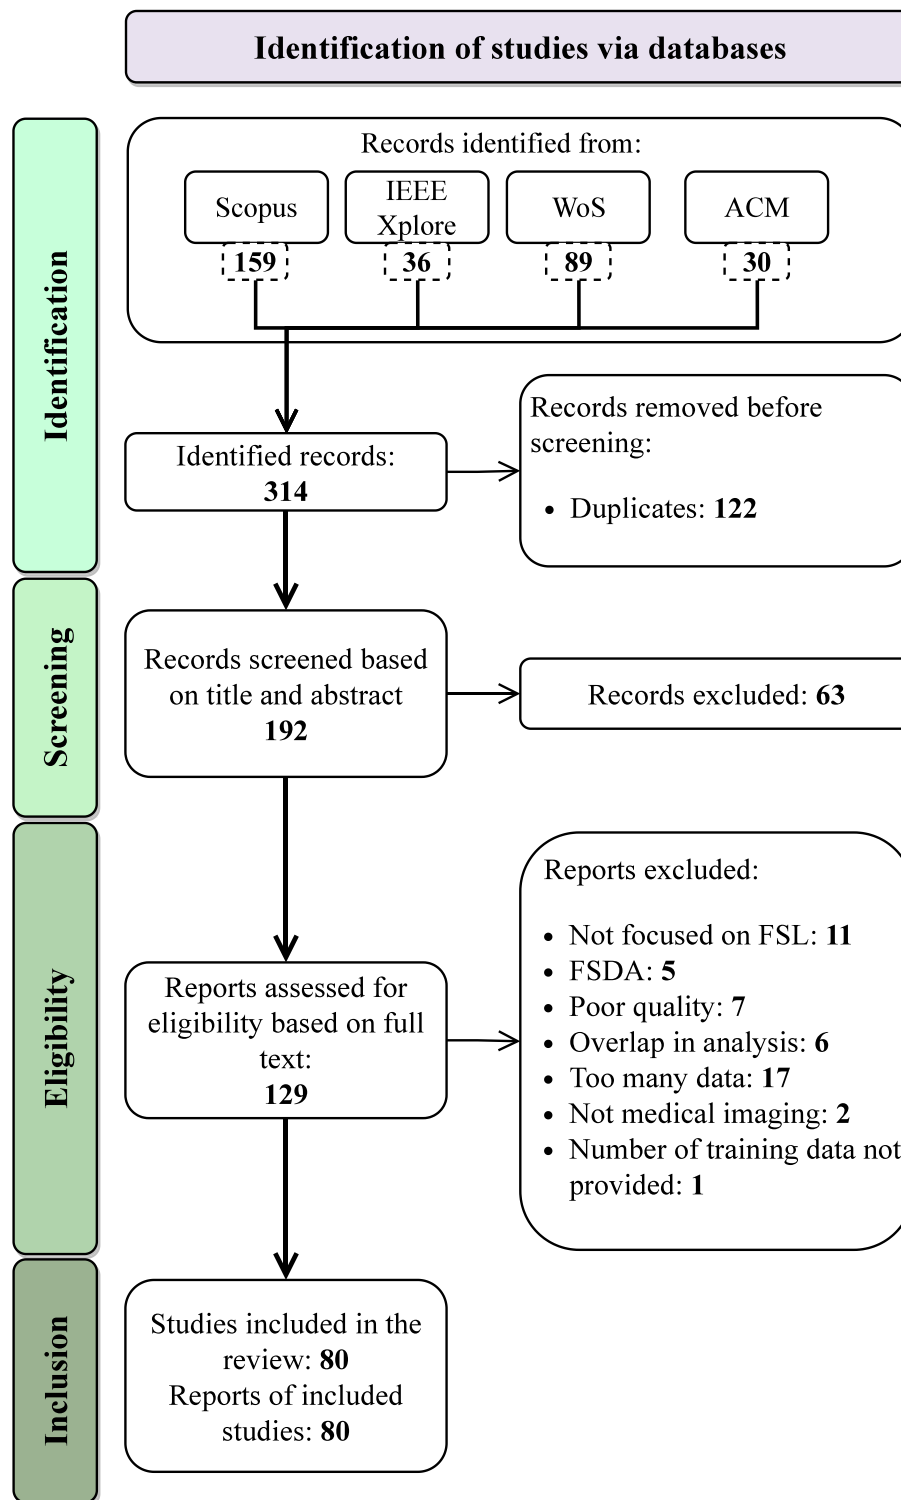 Identification of studies via databases
Identification
Records identified from:
Scopus
IEEE
Xplore
WoS
ACM
159
36
89
30
Identified records:
314
Records removed before
screening:
• Duplicates: 122
Screening
Records screened based
on title and abstract
192
Records excluded: 63
Eligibility
Reports assessed for
eligibility based on full
text:
129
Reports excluded:
• Not focused on FSL: 11
• FSDA: 5
• Poor quality: 7
• Overlap in analysis: 6
• Too many data: 17
• Not medical imaging: 2
• Number of training data not
provided: 1
Inclusion
Studies included in the
review: 80
Reports of included
studies: 80